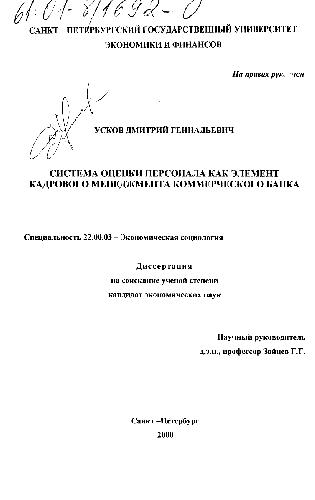 61:01-8/1692-0
САНКТ – ПЕТЕРБУРГСКИЙ ГОСУДАРСТВЕННЫЙ УНИВЕРСИТЕТ
ЭКОНОМИКИ И ФИНАНСОВ
На правах
УСКОВ ДМИТРИЙ ГЕННАДЬЕВИЧ
СИСТЕМА ОЦЕНКИ ПЕРСОНАЛА КАК ЭЛЕМЕНТ
КАДРОВОГО МЕНЕДЖМЕНТА КОММЕРЧЕСКОГО БАНКА
Специальность 22.00.03 – Экономическая социология
Диссертация
на соискание ученой степени
кандидат экономических наук
Научный руководитель
д.э.н., профессор Зайцев Г.Г.
Санкт –Петербург
2000